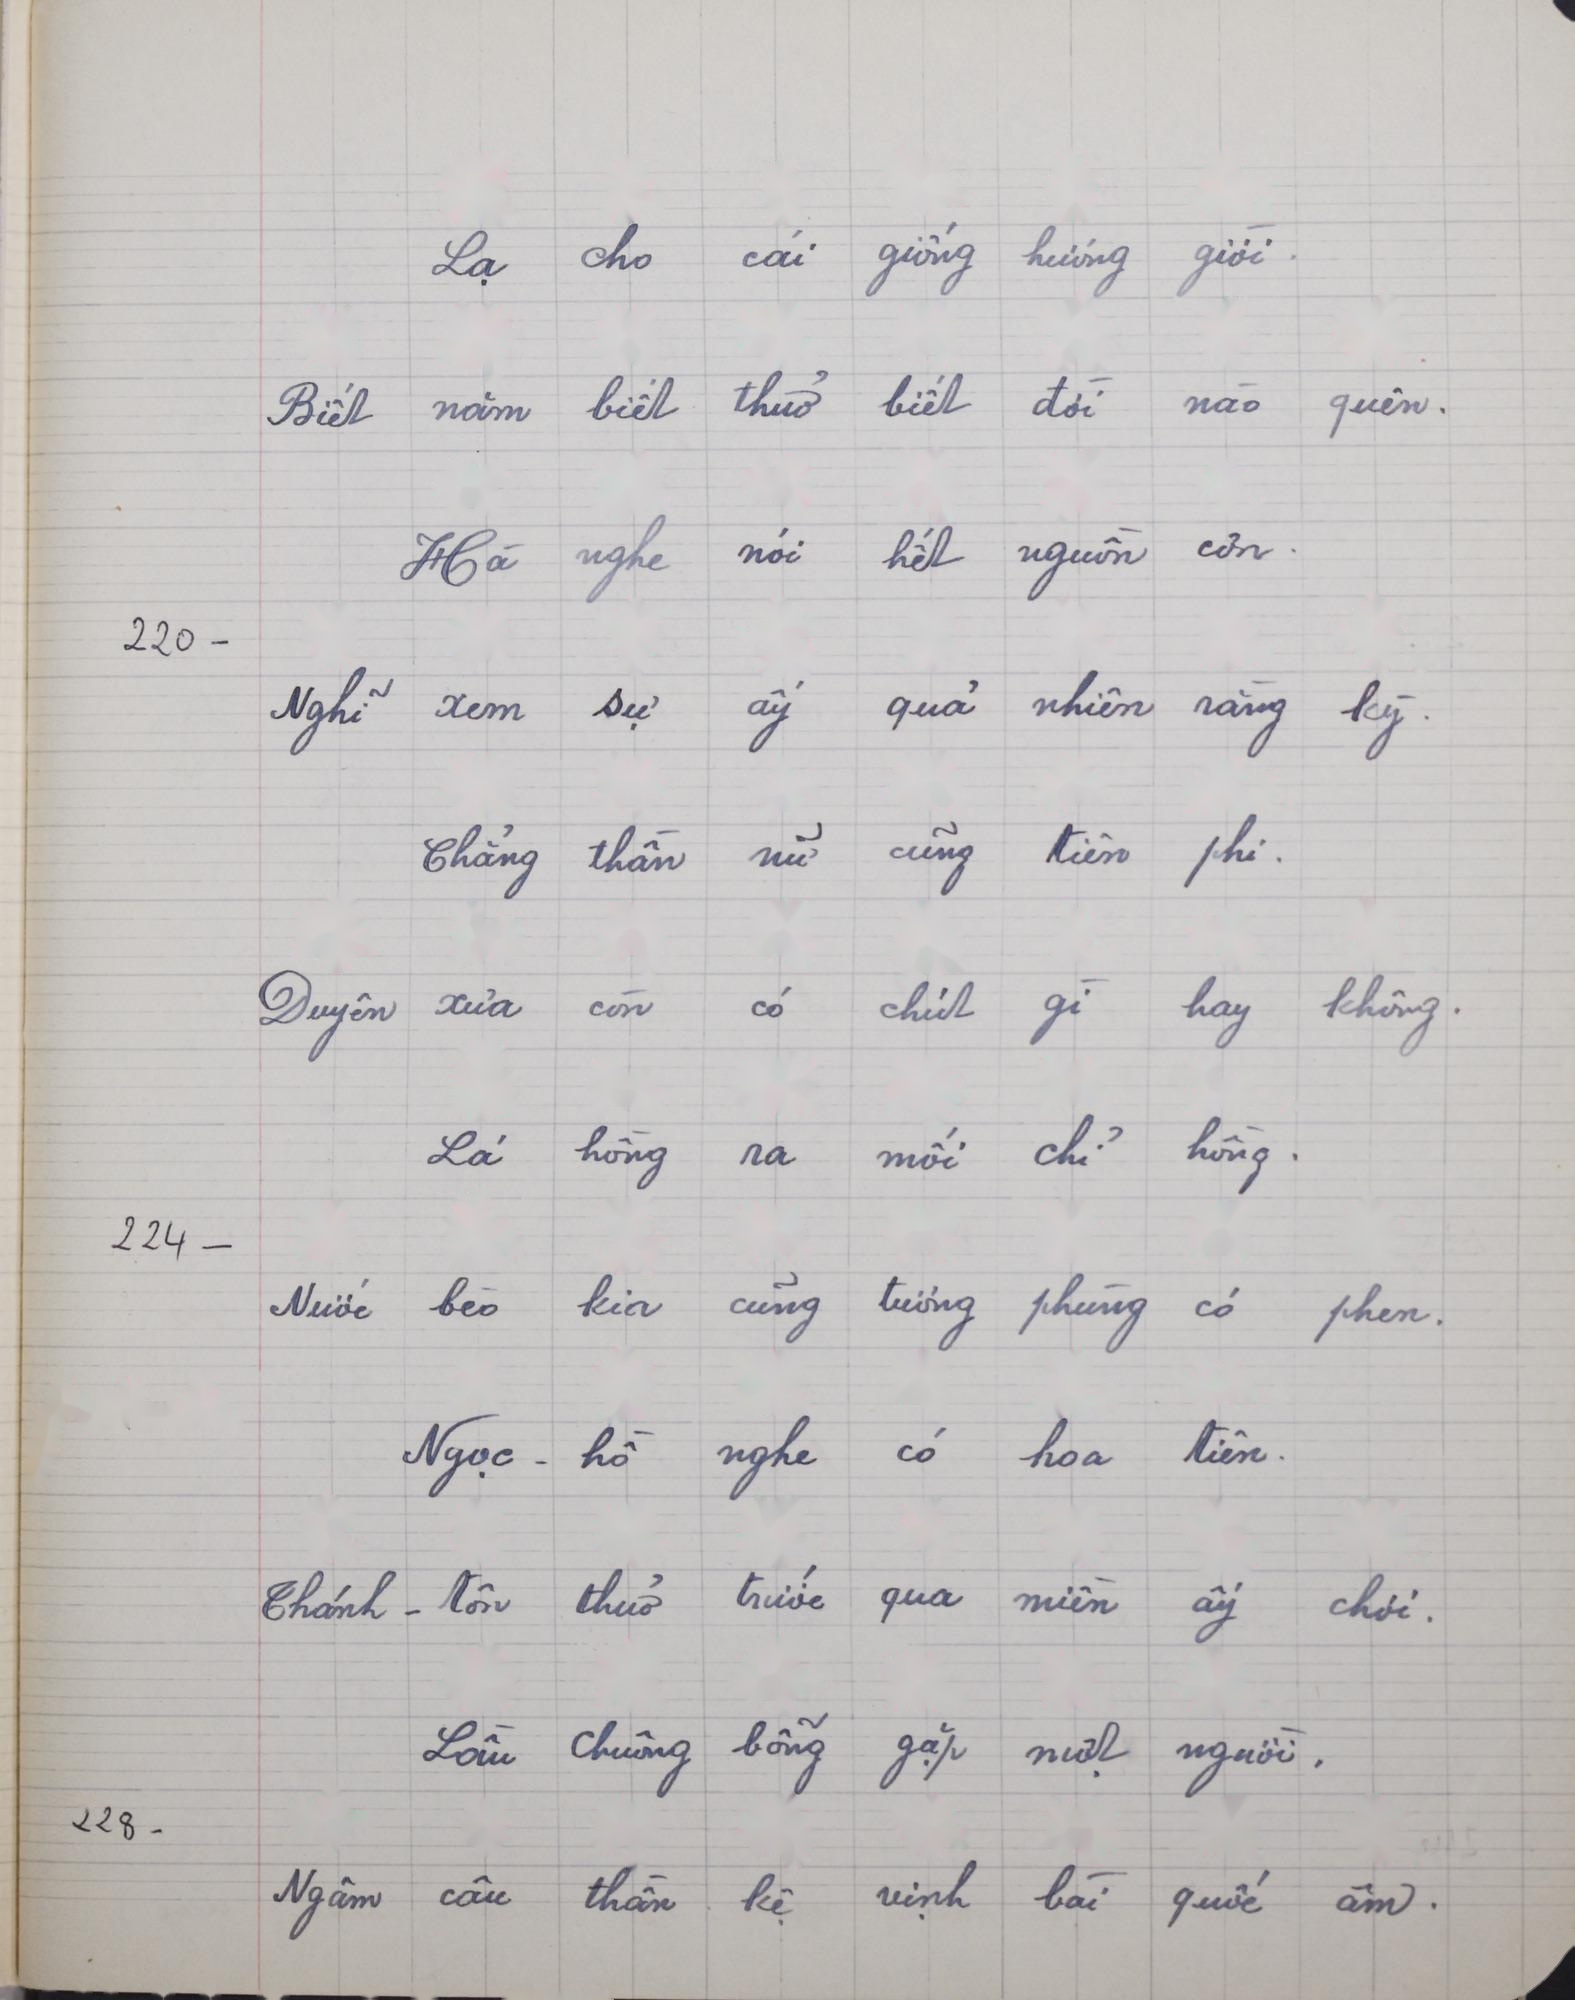 Lạ cho cái giống hương giời.
Biết năm biết thuở biết đời nào quên.
Hà nghe nói hết nguồn cơn.
220 -
Nghĩ xem sự ấy quả nhiên rằng kỳ.
Chẳng thần nữ cũng tiên phi.
Duyên xưa còn có chút gì hay không.
Lá hồng ra mối chỉ hồng.
224 -
Nước bèo kia cũng tương phùng có phen.
Ngọc - hồ nghe có hoa tiên.
Thánh - tôn thuở trước qua miền ấy chơi.
Lầu chuông bỗng gặp một người.
228 -
Ngâm câu thần kệ vịnh bài quốc âm.